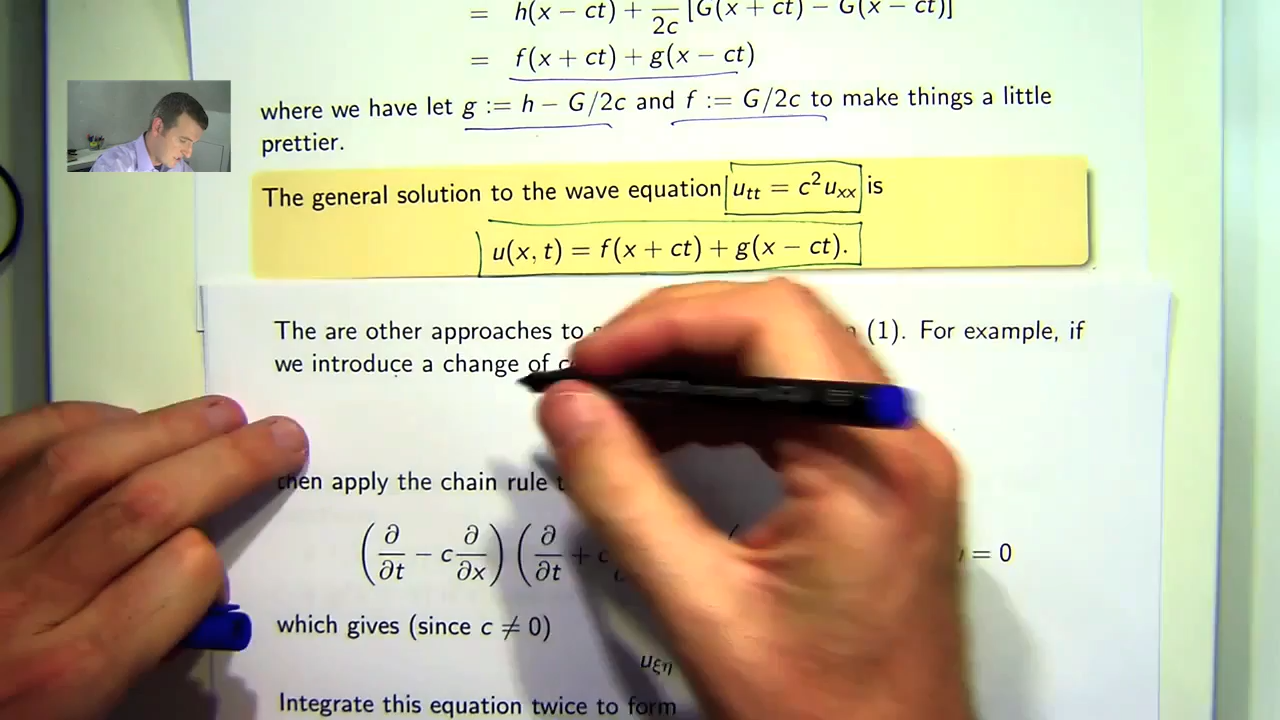 = h(x − ct) + 1/2c [G(x + ct) − G(x − ct)]
= f(x + ct) + g(x − ct)
where we have let g := h − G/2c and f := G/2c to make things a little
prettier.
The general solution to the wave equation u_tt = c²u_xx is
u(x, t) = f(x + ct) + g(x − ct).
The are other approaches to (1). For example, if
we introduce a change of
then apply the chain rule
(∂/∂t − c ∂/∂x) (∂/∂t + c = 0
which gives (since c ≠ 0)
u_ξη
Integrate this equation twice to form